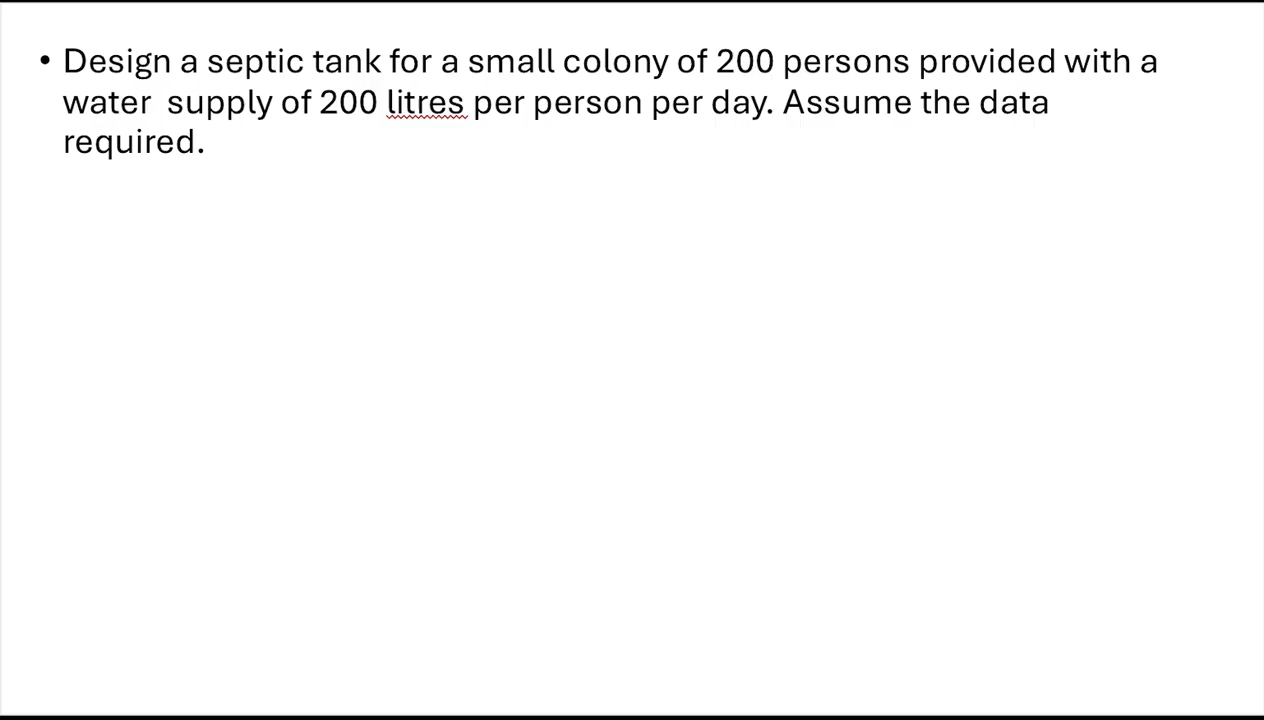 • Design a septic tank for a small colony of 200 persons provided with a
water  supply of 200 litres per person per day. Assume the data
required.